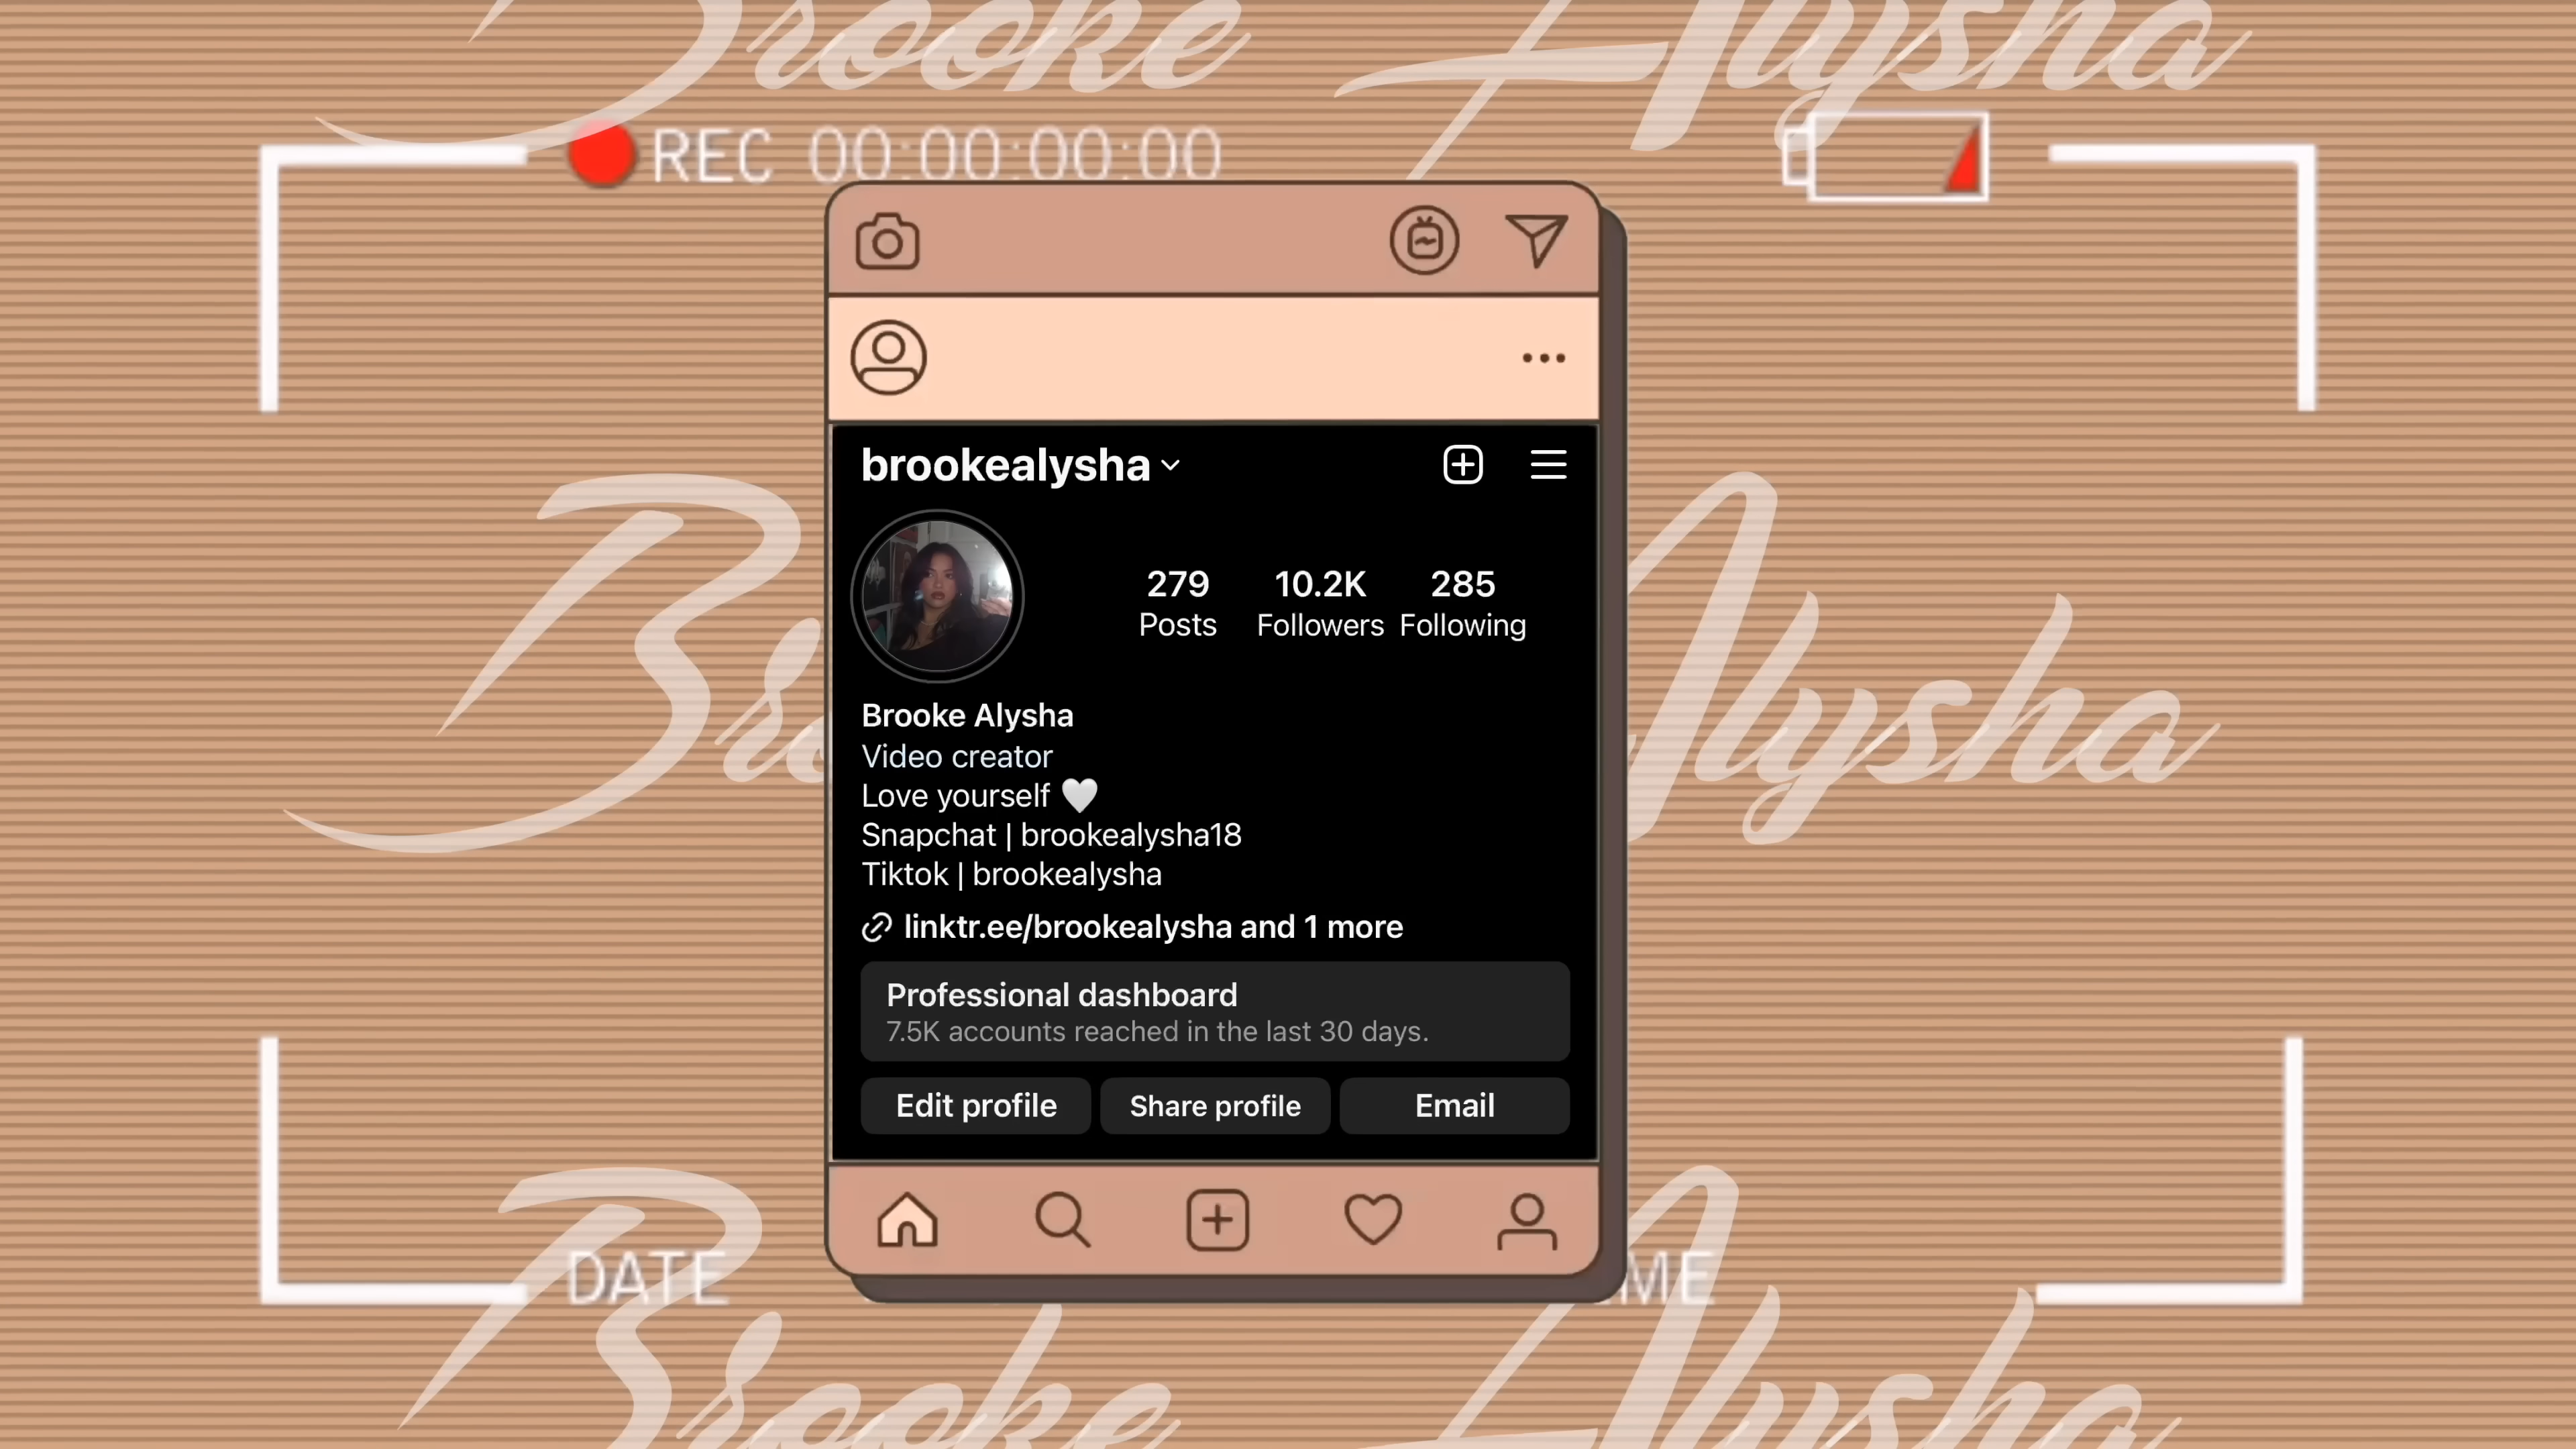 Brooke Alysha
REC 00:00:00:00
brookealysha
279 10.2K 285
Posts Followers Following
Brooke Alysha
Video creator
Love yourself 🤍
Snapchat | brookealysha18
Tiktok | brookealysha
linktr.ee/brookealysha and 1 more
Professional dashboard
7.5K accounts reached in the last 30 days.
Edit profile Share profile Email
Alysha
DATE
Brooke Alysha